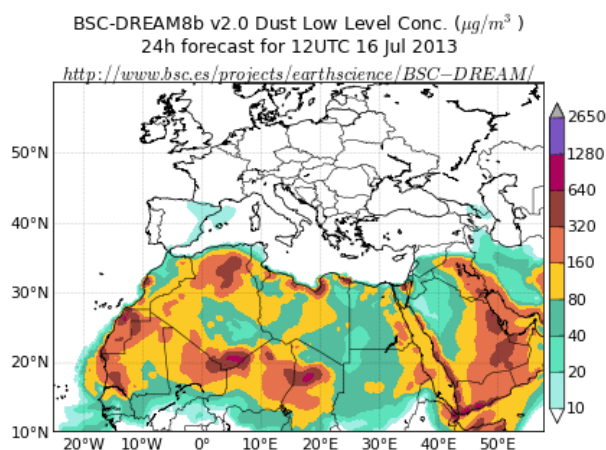 BSC-DREAM8b v2.0 Dust Low Level Conc. (μg/m³ )
24h forecast for 12UTC 16 Jul 2013
http://www.bsc.es/projects/earthscience/BSC−DREAM/
50°N
40°N
30°N
20°N
10°N
20°W 10°W 0° 10°E 20°E 30°E 40°E 50°E
2650
1280
640
320
160
80
40
20
10